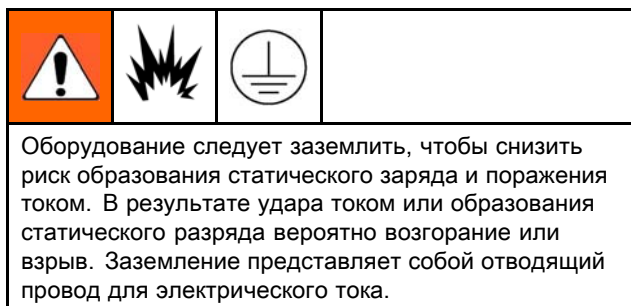 Оборудование следует заземлить, чтобы снизить
риск образования статического заряда и поражения
током. В результате удара током или образования
статического разряда вероятно возгорание или
взрыв. Заземление представляет собой отводящий
провод для электрического тока.